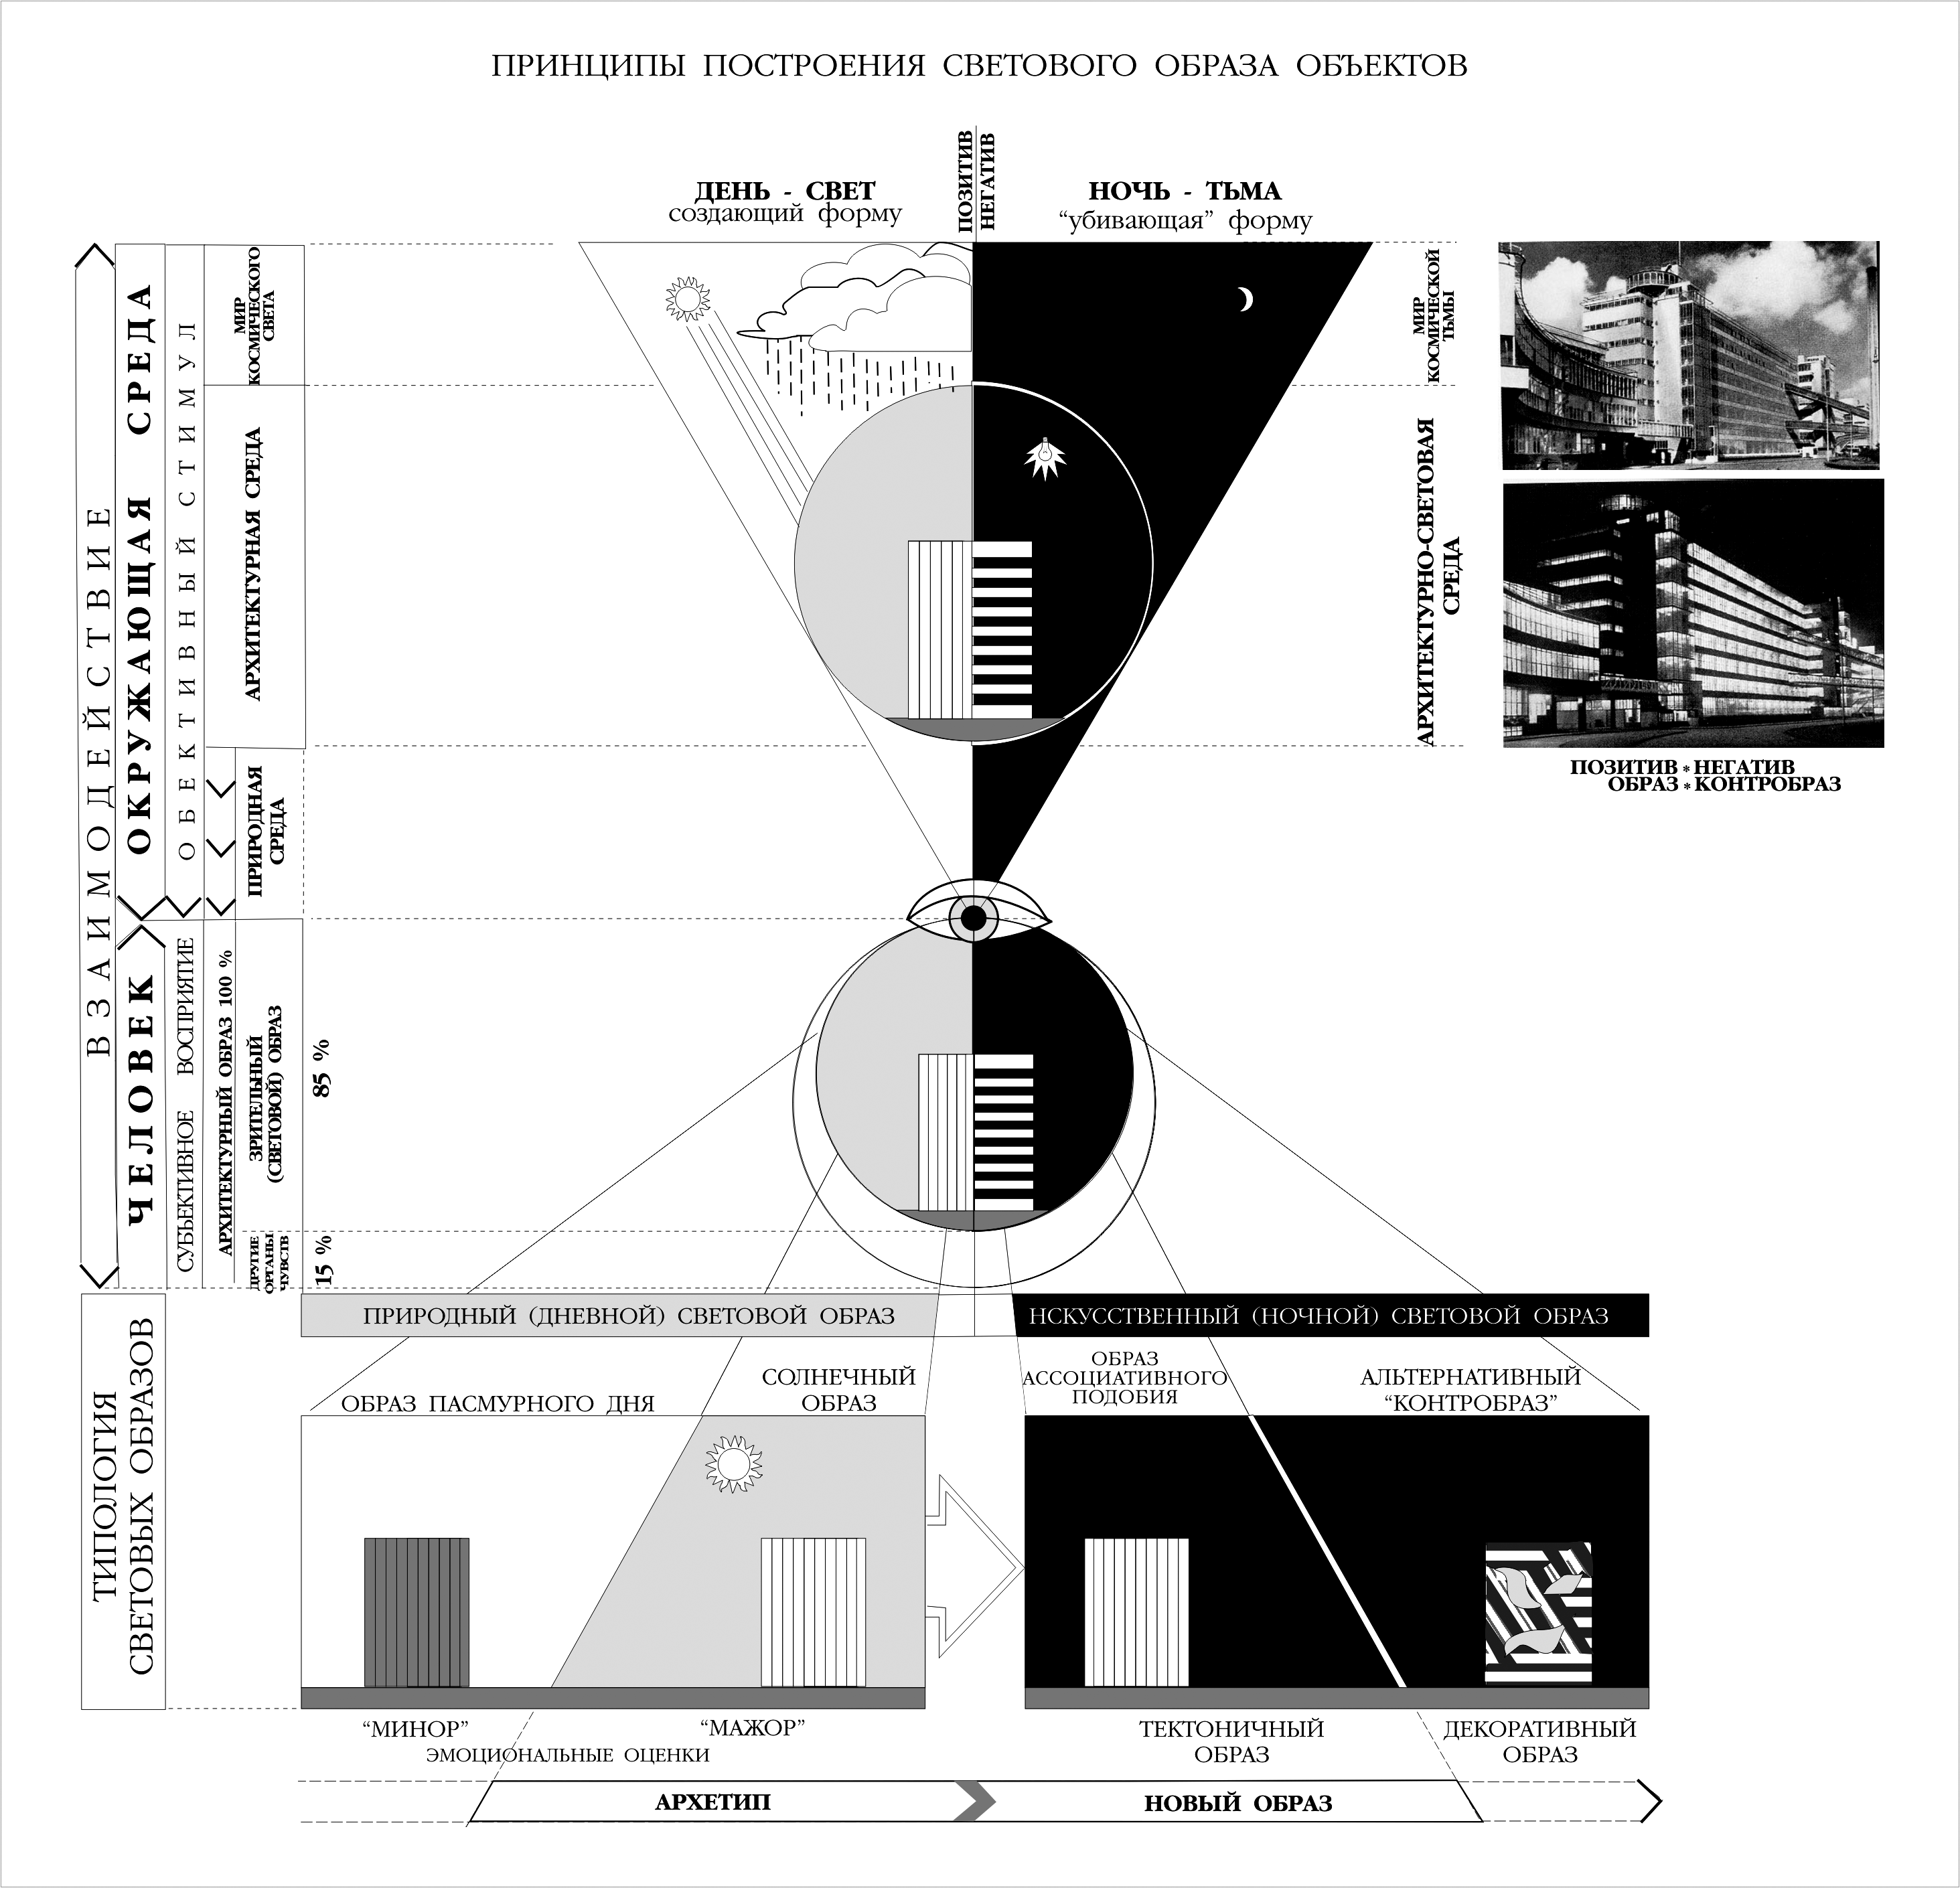 ПРИНЦИПЫ ПОСТРОЕНИЯ СВЕТОВОГО ОБРАЗА ОБЪЕКТОВ
ДЕНЬ - СВЕТ
создающий форму
ПОЗИТИВ
НЕГАТИВ
НОЧЬ - ТЬМА
“убивающая” форму
ВЗАИМОДЕЙСТВИЕ
ОКРУЖАЮЩАЯ СРЕДА
ОБЕКТИВНЫЙ СТИМУЛ
МИР
КОСМИЧЕСКОГО
СВЕТА
АРХИТЕКТУРНАЯ СРЕДА
ПРИРОДНАЯ
СРЕДА
МИР
КОСМИЧЕСКОЙ
ТЬМЫ
АРХИТЕКТУРНО-СВЕТОВАЯ
СРЕДА
ПОЗИТИВ * НЕГАТИВ
ОБРАЗ * КОНТРОБРАЗ
ЧЕЛОВЕК
СУБЪЕКТИВНОЕ ВОСПРИЯТИЕ
АРХИТЕКТУРНЫЙ ОБРАЗ 100 %
ЗРИТЕЛЬНЫЙ
(СВЕТОВОЙ) ОБРАЗ
85 %
ДРУГИЕ
ОРГАНЫ
ЧУВСТВ
15 %
ТИПОЛОГИЯ
СВЕТОВЫХ ОБРАЗОВ
ПРИРОДНЫЙ (ДНЕВНОЙ) СВЕТОВОЙ ОБРАЗ
НСКУССТВЕННЫЙ (НОЧНОЙ) СВЕТОВОЙ ОБРАЗ
ОБРАЗ ПАСМУРНОГО ДНЯ
СОЛНЕЧНЫЙ
ОБРАЗ
ОБРАЗ
АССОЦИАТИВНОГО
ПОДОБИЯ
АЛЬТЕРНАТИВНЫЙ
“КОНТРОБРАЗ”
“МИНОР”
“МАЖОР”
ЭМОЦИОНАЛЬНЫЕ ОЦЕНКИ
ТЕКТОНИЧНЫЙ
ОБРАЗ
ДЕКОРАТИВНЫЙ
ОБРАЗ
АРХЕТИП
НОВЫЙ ОБРАЗ